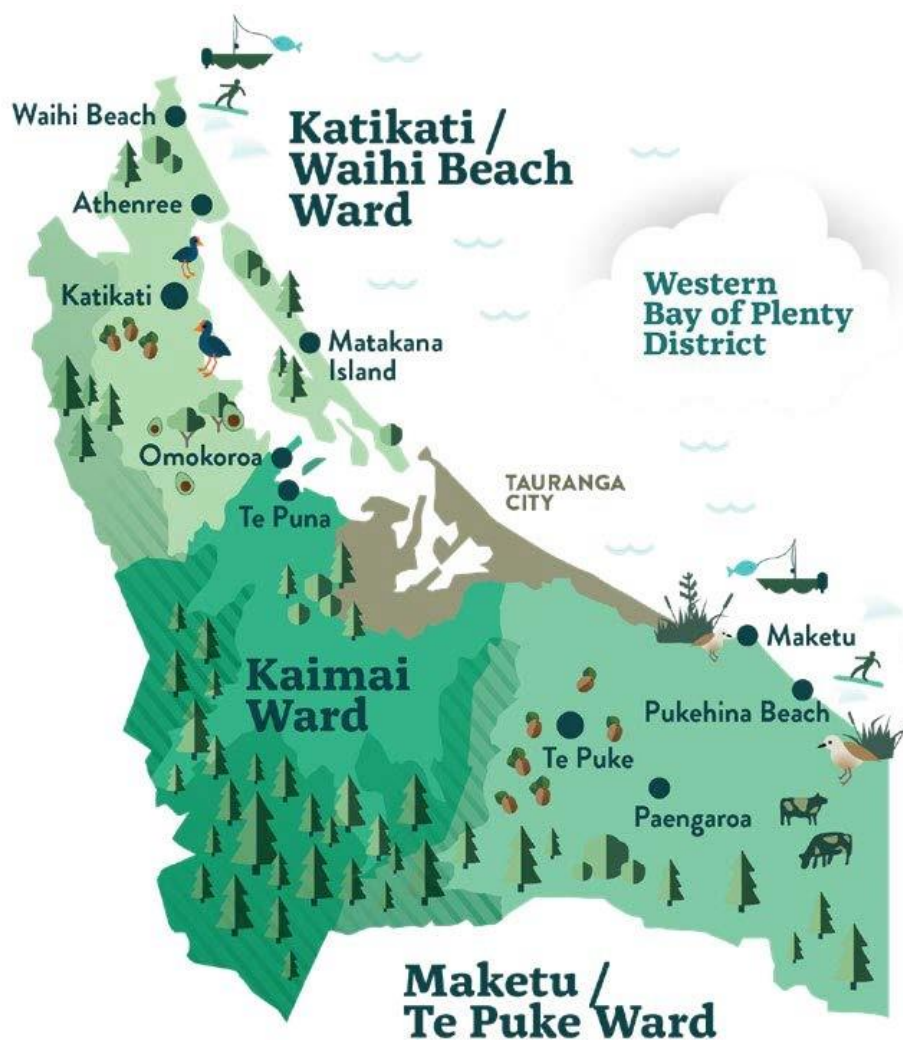 Waihi Beach
Katikati /
Waihi Beach
Ward
Athenree
Western
Bay of Plenty
District
Katikati
Matakana
Island
Omokoroa
TAURANGA
CITY
Te Puna
Maketu
Kaimai
Ward
Pukehina Beach
Te Puke
Paengaroa
Maketu /
Te Puke Ward